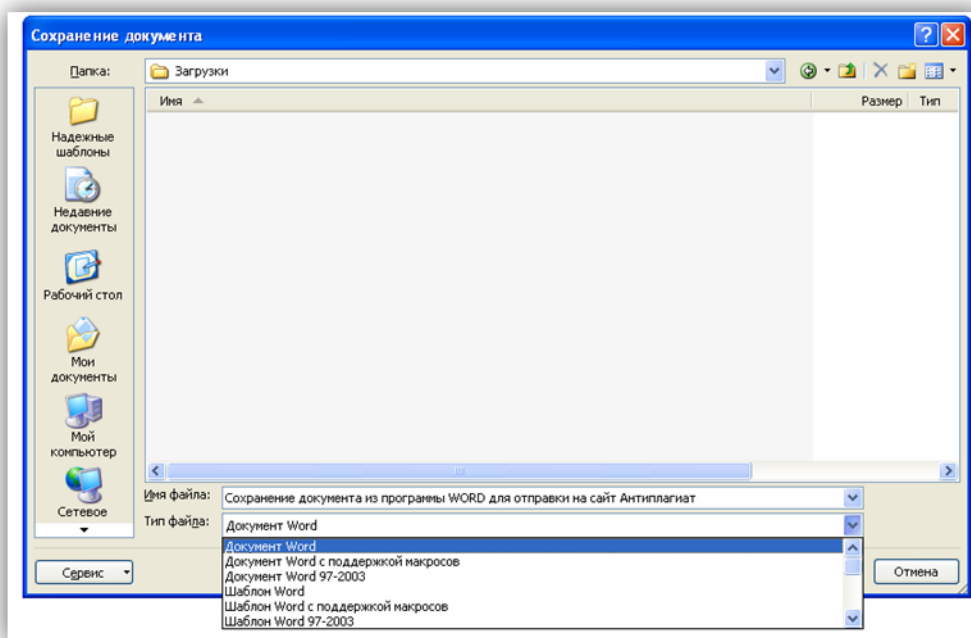 Сохранение документа
Папка:
Загрузки
Имя
Размер
Тип
Надежные
шаблоны
Недавние
документы
Рабочий стол
Мои
документы
Мой
компьютер
Сетевое
Имя файла:
Сохранение документа из программы WORD для отправки на сайт Антиплагиат
Тип файла:
Документ Word
Документ Word
Документ Word с поддержкой макросов
Документ Word 97-2003
Шаблон Word
Шаблон Word с поддержкой макросов
Шаблон Word 97-2003
Сервис
Отмена